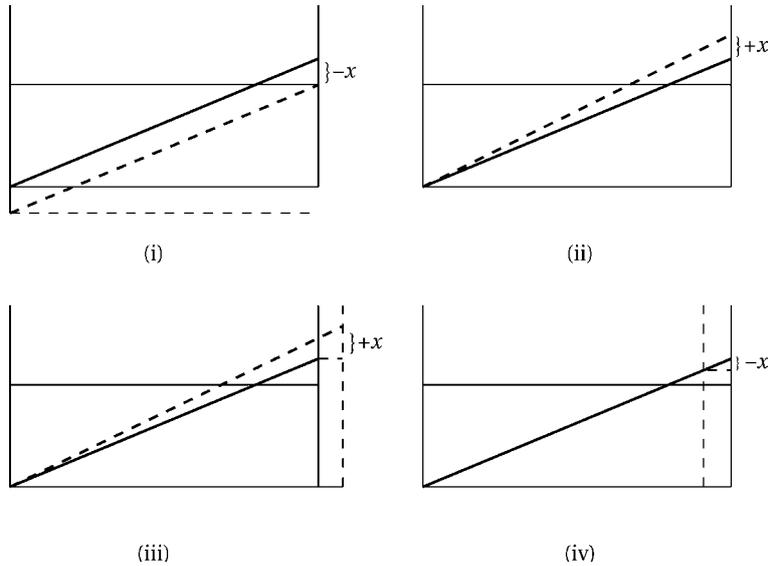 }−x
}+x
(i)
(ii)
}+x
}−x
(iii)
(iv)